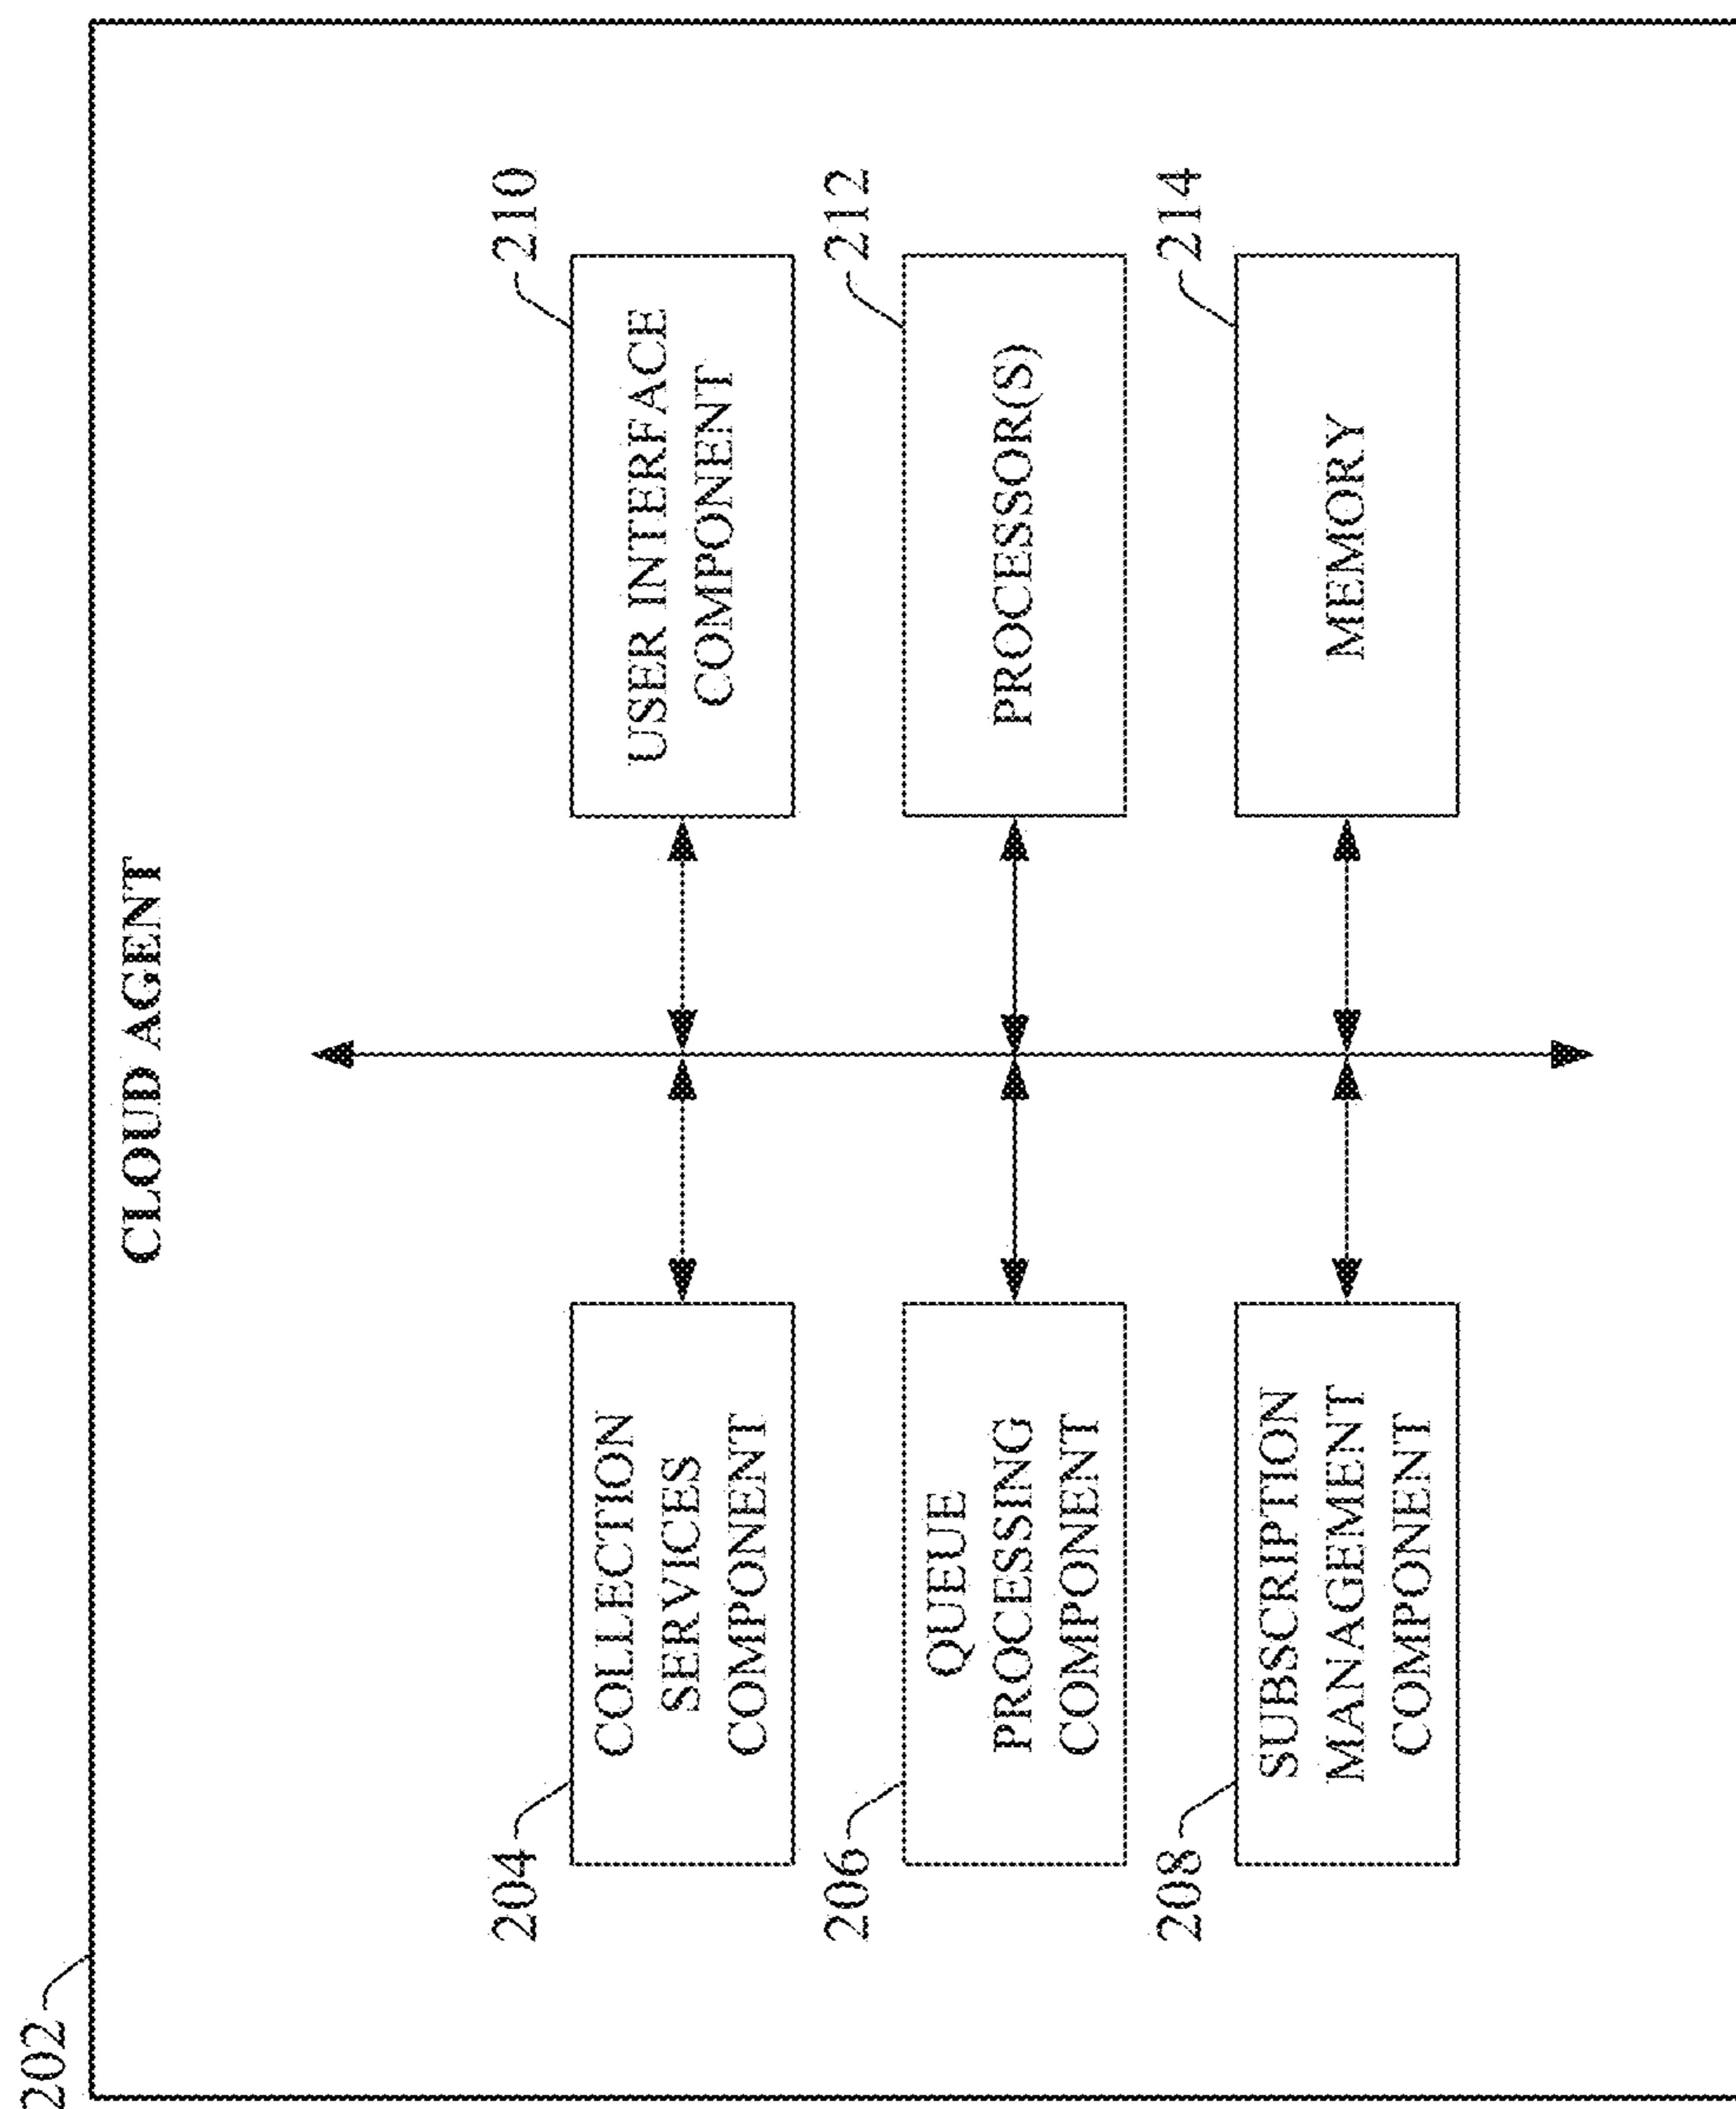 202
CLOUD AGENT
204
COLLECTION
SERVICES
COMPONENT
210
USER INTERFACE
COMPONENT
206
QUEUE
PROCESSING
COMPONENT
212
PROCESSOR(S)
208
SUBSCRIPTION
MANAGEMENT
COMPONENT
214
MEMORY